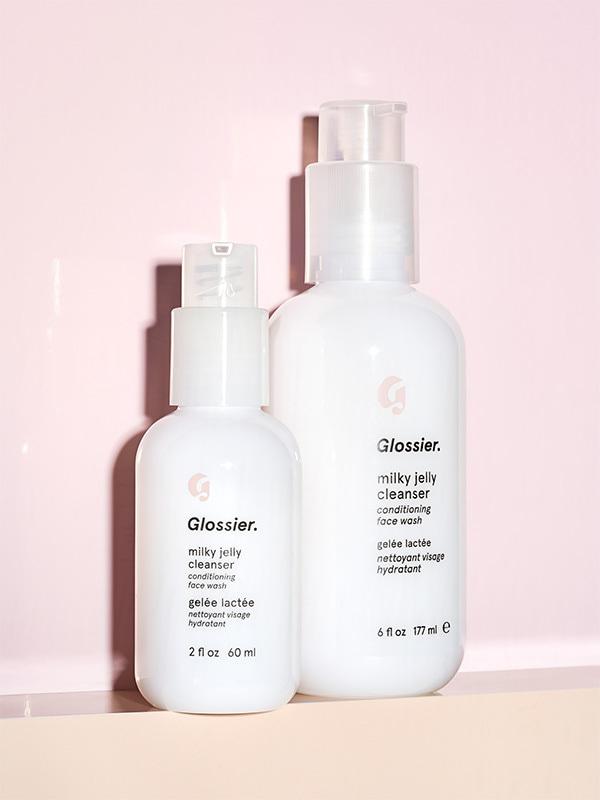 G
Glossier.
milky jelly
cleanser
conditioning
face wash
gelée lactée
nettoyant visage
hydratant
2 fl oz 60 ml
G
Glossier.
milky jelly
cleanser
conditioning
face wash
gelée lactée
nettoyant visage
hydratant
6 fl oz 177 ml ℮